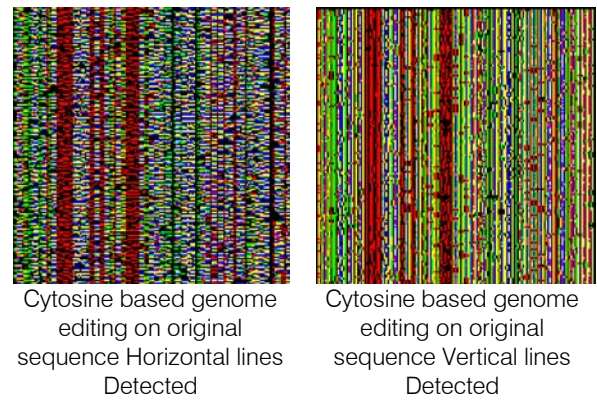 Cytosine based genome
editing on original
sequence Horizontal lines
Detected
Cytosine based genome
editing on original
sequence Vertical lines
Detected